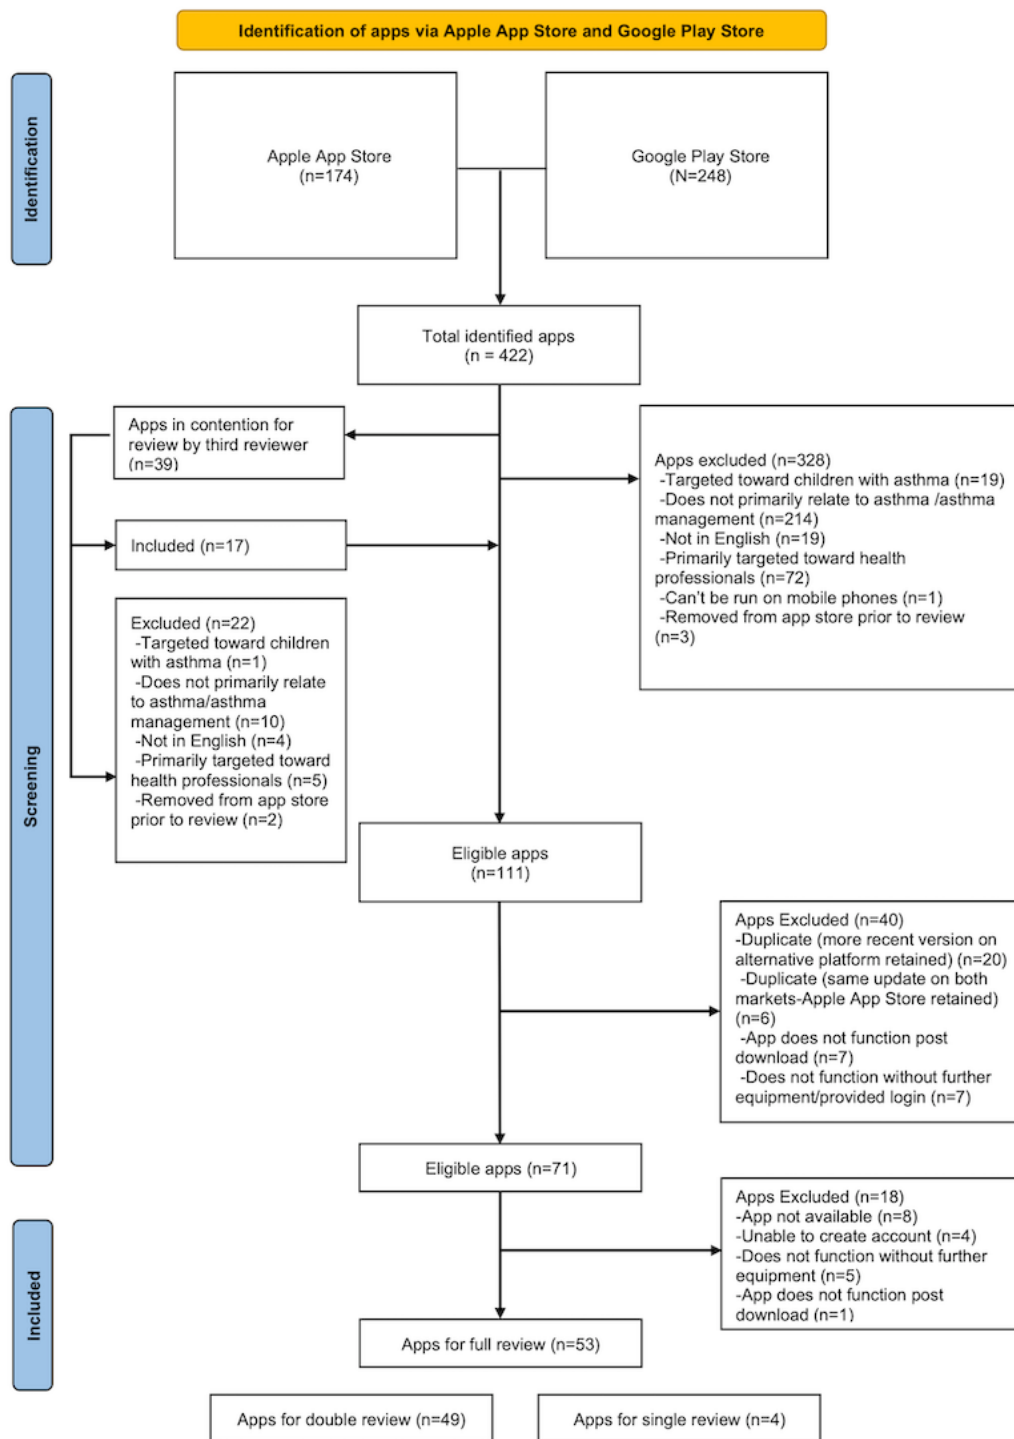 Identification of apps via Apple App Store and Google Play Store
Identification
Apple App Store
(n=174)
Google Play Store
(N=248)
Total identified apps
(n = 422)
Screening
Apps in contention for
review by third reviewer
(n=39)
Included (n=17)
Excluded (n=22)
-Targeted toward children
with asthma (n=1)
-Does not primarily relate
to asthma/asthma
management (n=10)
-Not in English (n=4)
-Primarily targeted toward
health professionals (n=5)
-Removed from app store
prior to review (n=2)
Apps excluded (n=328)
-Targeted toward children with asthma (n=19)
-Does not primarily relate to asthma /asthma
management (n=214)
-Not in English (n=19)
-Primarily targeted toward health
professionals (n=72)
-Can't be run on mobile phones (n=1)
-Removed from app store prior to review
(n=3)
Eligible apps
(n=111)
Apps Excluded (n=40)
-Duplicate (more recent version on
alternative platform retained) (n=20)
-Duplicate (same update on both
markets-Apple App Store retained)
(n=6)
-App does not function post
download (n=7)
-Does not function without further
equipment/provided login (n=7)
Eligible apps (n=71)
Included
Apps Excluded (n=18)
-App not available (n=8)
-Unable to create account (n=4)
-Does not function without further
equipment (n=5)
-App does not function post
download (n=1)
Apps for full review (n=53)
Apps for double review (n=49)
Apps for single review (n=4)